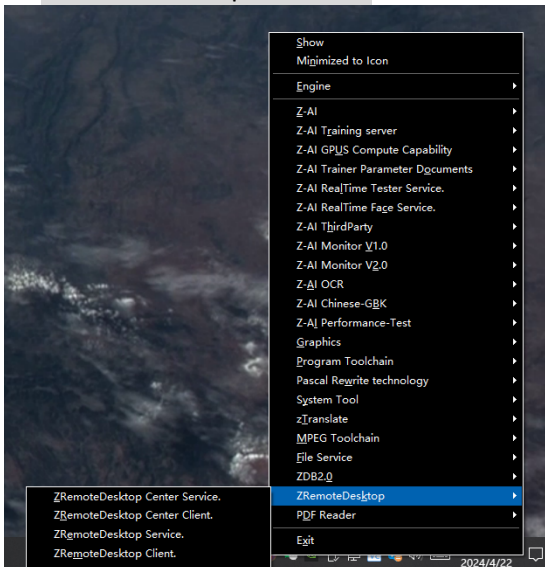 Show
Minimized to Icon
Engine
Z-AI
Z-AI Training server
Z-AI GPUS Compute Capability
Z-AI Trainer Parameter Documents
Z-AI RealTime Tester Service.
Z-AI RealTime Face Service.
Z-AI ThirdParty
Z-AI Monitor V1.0
Z-AI Monitor V2.0
Z-AI OCR
Z-AI Chinese-GBK
Z-AI Performance-Test
Graphics
Program Toolchain
Pascal Rewrite technology
System Tool
zTranslate
MPEG Toolchain
File Service
ZDB2.0
ZRemoteDesktop
PDF Reader
Exit
ZRemoteDesktop Center Service.
ZRemoteDesktop Center Client.
ZRemoteDesktop Service.
ZRemoteDesktop Client.
2024/4/22